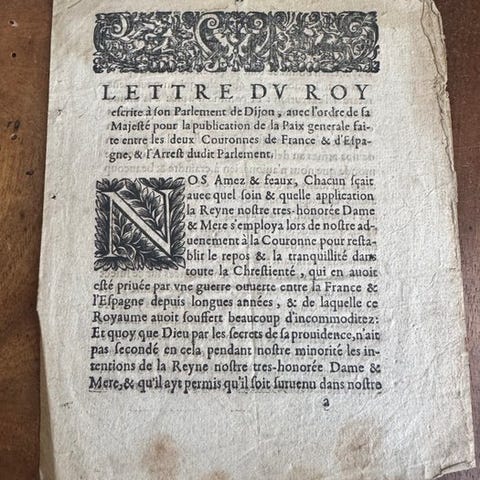 LETTRE DV ROY
escrite à son Parlement de Dijon, auec l'ordre de sa
Majesté pour la publication de la Paix generale fai-
te entre les deux Couronnes de France & d'Espa-
gne, & l'Arrest dudit Parlement.
NOS Amez & feaux, Chacun sçait
auec quel soin & quelle application
la Reyne nostre tres-honorée Dame
& Mere s'employa lors de nostre ad-
uenement à la Couronne pour resta-
blir le repos & la tranquillité dans
toute la Chrestienté, qui en auoit
esté priuée par vne guerre ouuerte entre la France &
l'Espagne depuis longues années, & de laquelle ce
Royaume auoit souffert beaucoup d'incommoditez:
Et quoy que Dieu par les secrets de sa prouidence, n'ait
pas secondé en cela pendant nostre minorité les in-
tentions de la Reyne nostre tres-honorée Dame &
Mere, & qu'il ayt permis qu'il soit suruenu dans nostre
a